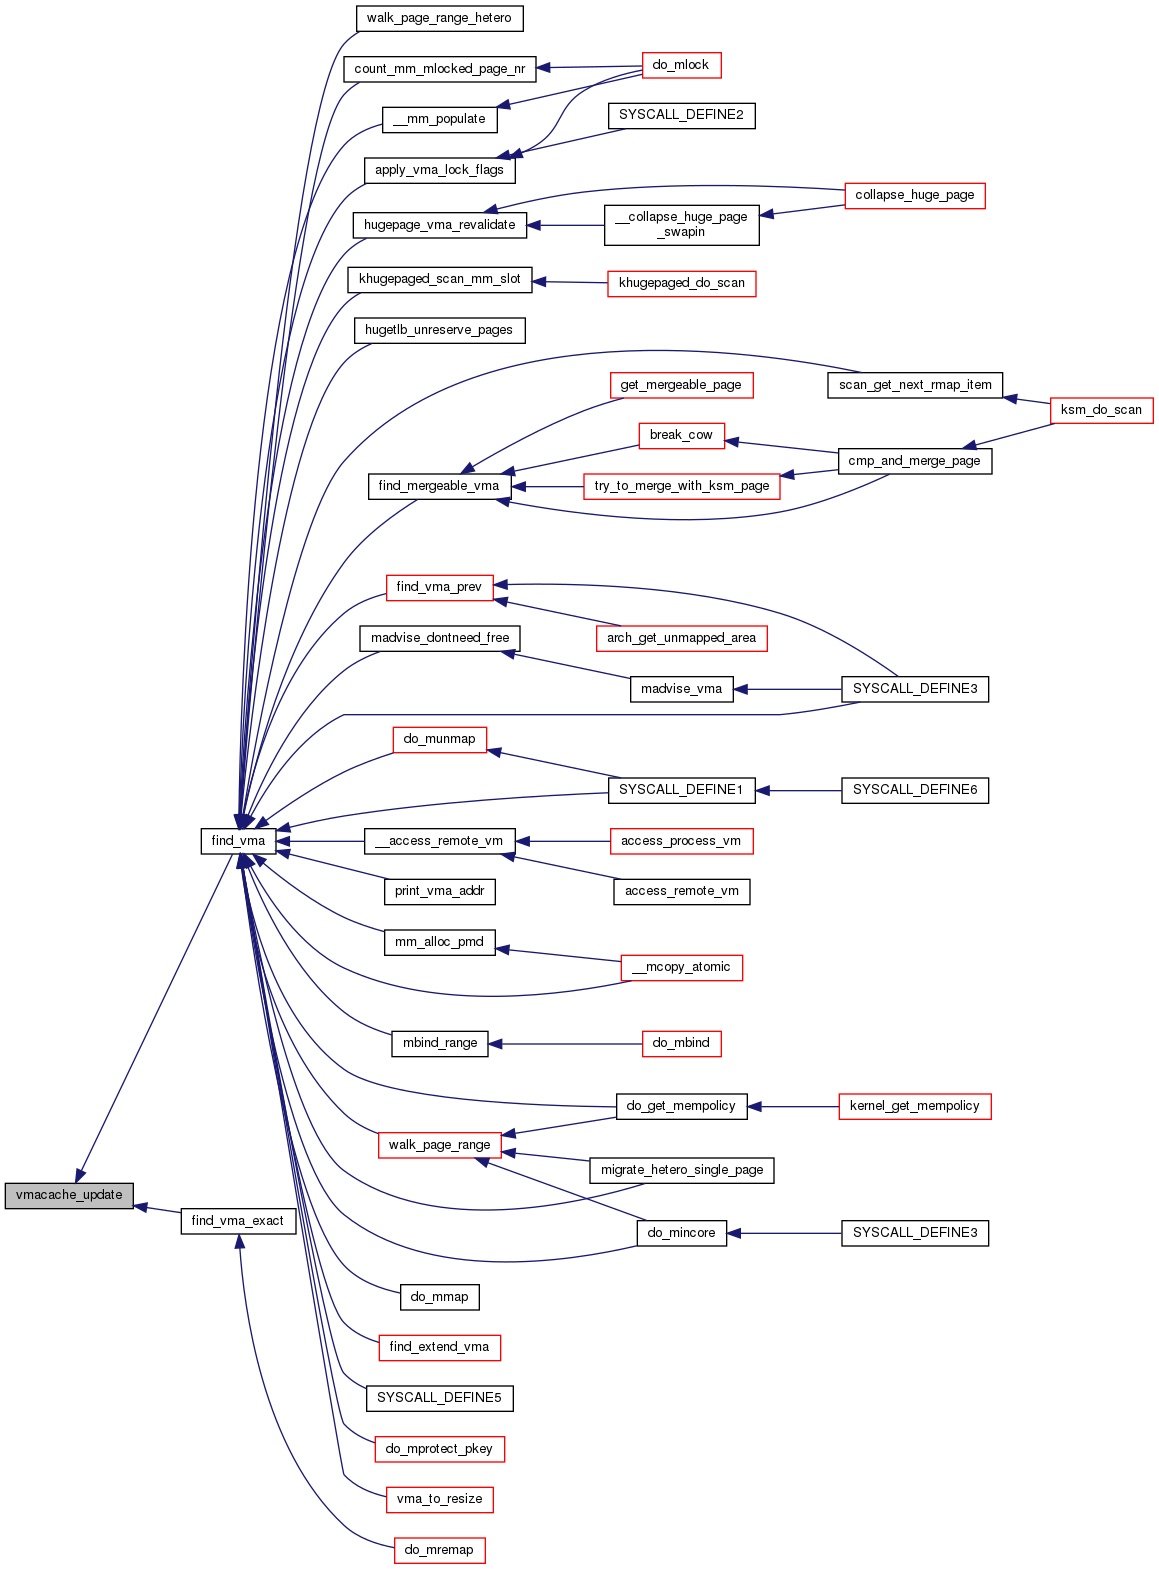 walk_page_range_hetero
count_mm_mlocked_page_nr
do_mlock
__mm_populate
SYSCALL_DEFINE2
apply_vma_lock_flags
collapse_huge_page
hugepage_vma_revalidate
__collapse_huge_page
_swapin
khugepaged_scan_mm_slot
khugepaged_do_scan
hugetlb_unreserve_pages
get_mergeable_page
scan_get_next_rmap_item
ksm_do_scan
break_cow
cmp_and_merge_page
find_mergeable_vma
try_to_merge_with_ksm_page
find_vma_prev
arch_get_unmapped_area
madvise_dontneed_free
madvise_vma
SYSCALL_DEFINE3
do_munmap
SYSCALL_DEFINE1
SYSCALL_DEFINE6
find_vma
__access_remote_vm
access_process_vm
print_vma_addr
access_remote_vm
mm_alloc_pmd
__mcopy_atomic
mbind_range
do_mbind
do_get_mempolicy
kernel_get_mempolicy
walk_page_range
migrate_hetero_single_page
vmacache_update
find_vma_exact
do_mincore
SYSCALL_DEFINE3
do_mmap
find_extend_vma
SYSCALL_DEFINE5
do_mprotect_pkey
vma_to_resize
do_mremap